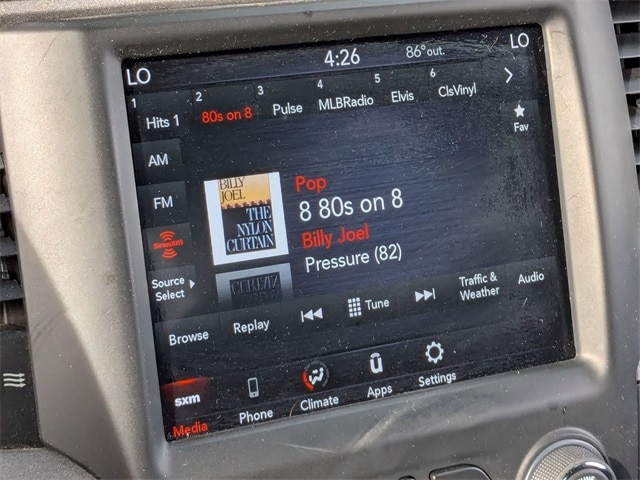 LO 4:26 86° out. LO
1 2 3 4 5 6
Hits 1 80s on 8 Pulse MLBRadio Elvis ClsVinyl
Fav
AM
FM
SiriusXM
Source
Select
BILLY
JOEL
THE
NYLON
CURTAIN
Pop
8 80s on 8
Billy Joel
Pressure (82)
Browse Replay Tune Traffic &
Weather Audio
sxm
Media Phone Climate Apps Settings